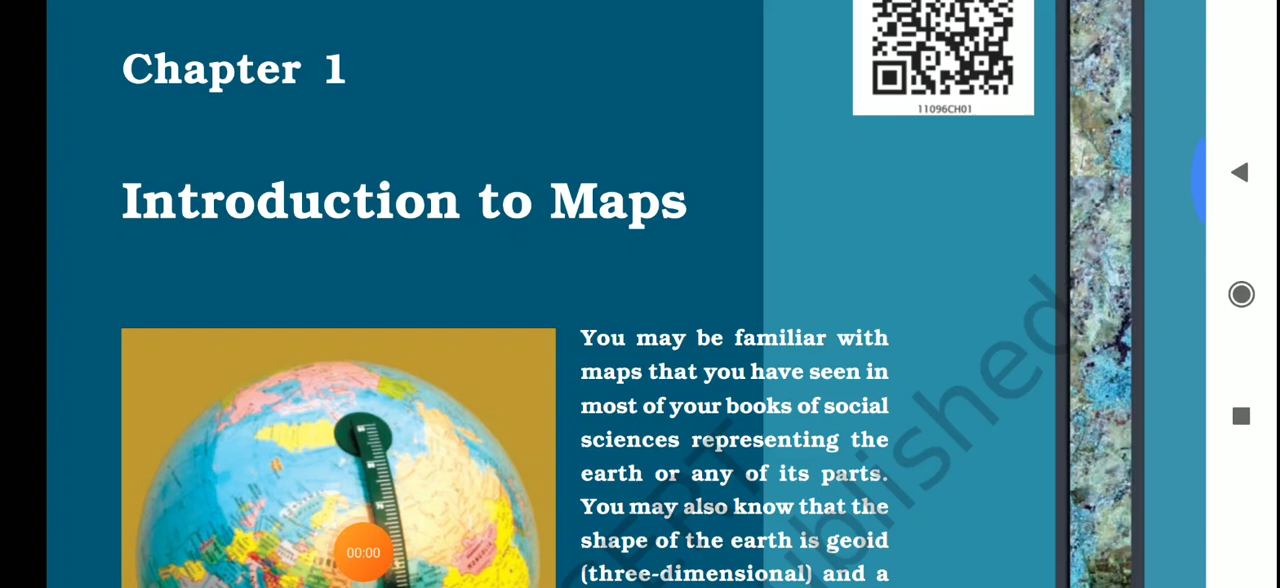 Chapter 1
11096CH01
Introduction to Maps
You may be familiar with
maps that you have seen in
most of your books of social
sciences representing the
earth or any of its parts.
You may also know that the
shape of the earth is geoid
(three-dimensional) and a
00:00
published